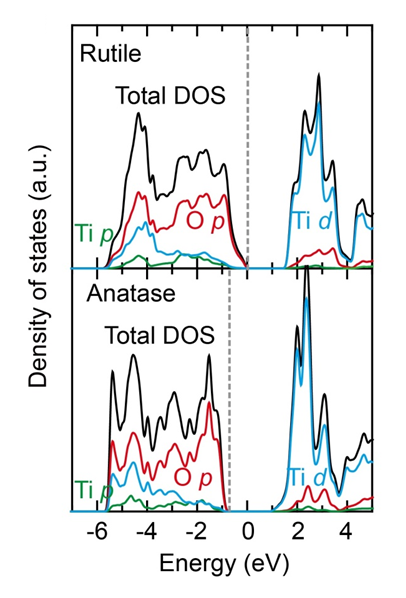 Rutile
Total DOS
Ti p
O p
Ti d
Density of states (a.u.)
Anatase
Total DOS
Ti p
O p
Ti d
-6 -4 -2 0 2 4
Energy (eV)